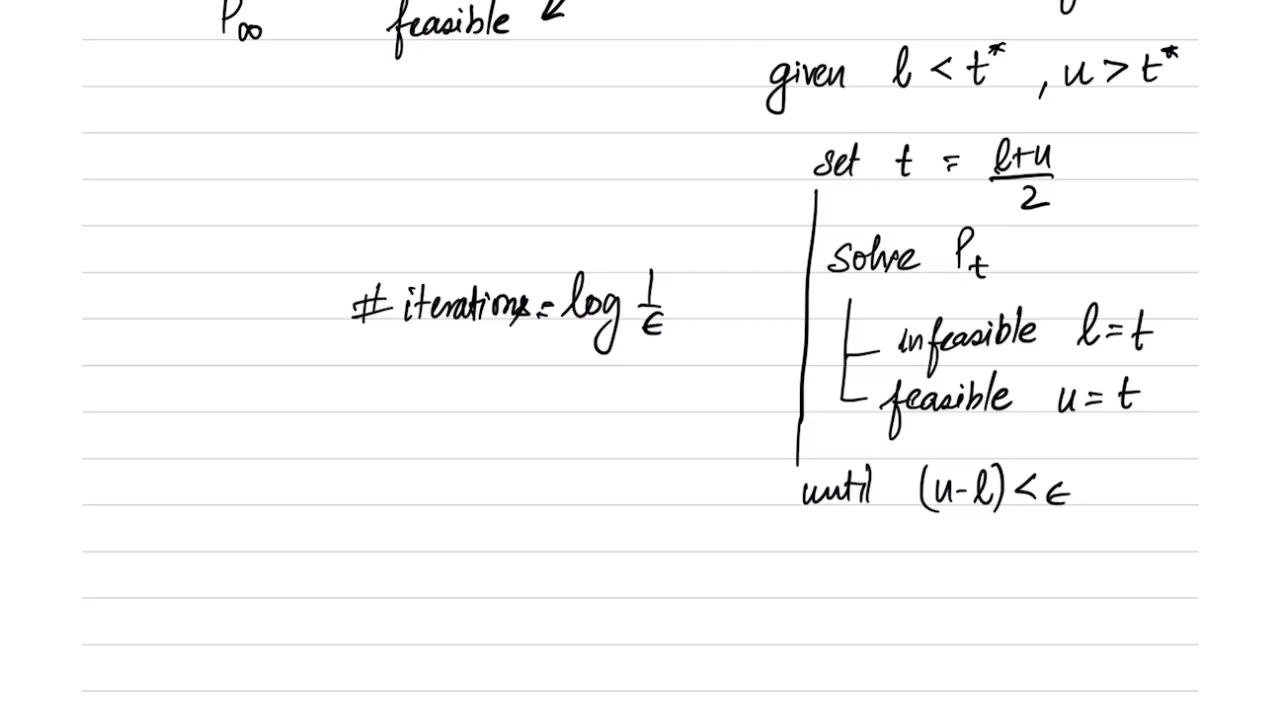 P∞ feasible
given l < t* , u > t*
set t = (l+u)/2
solve Pt
# iterations = log 1/ϵ
infeasible l = t
feasible u = t
until (u-l) < ϵ